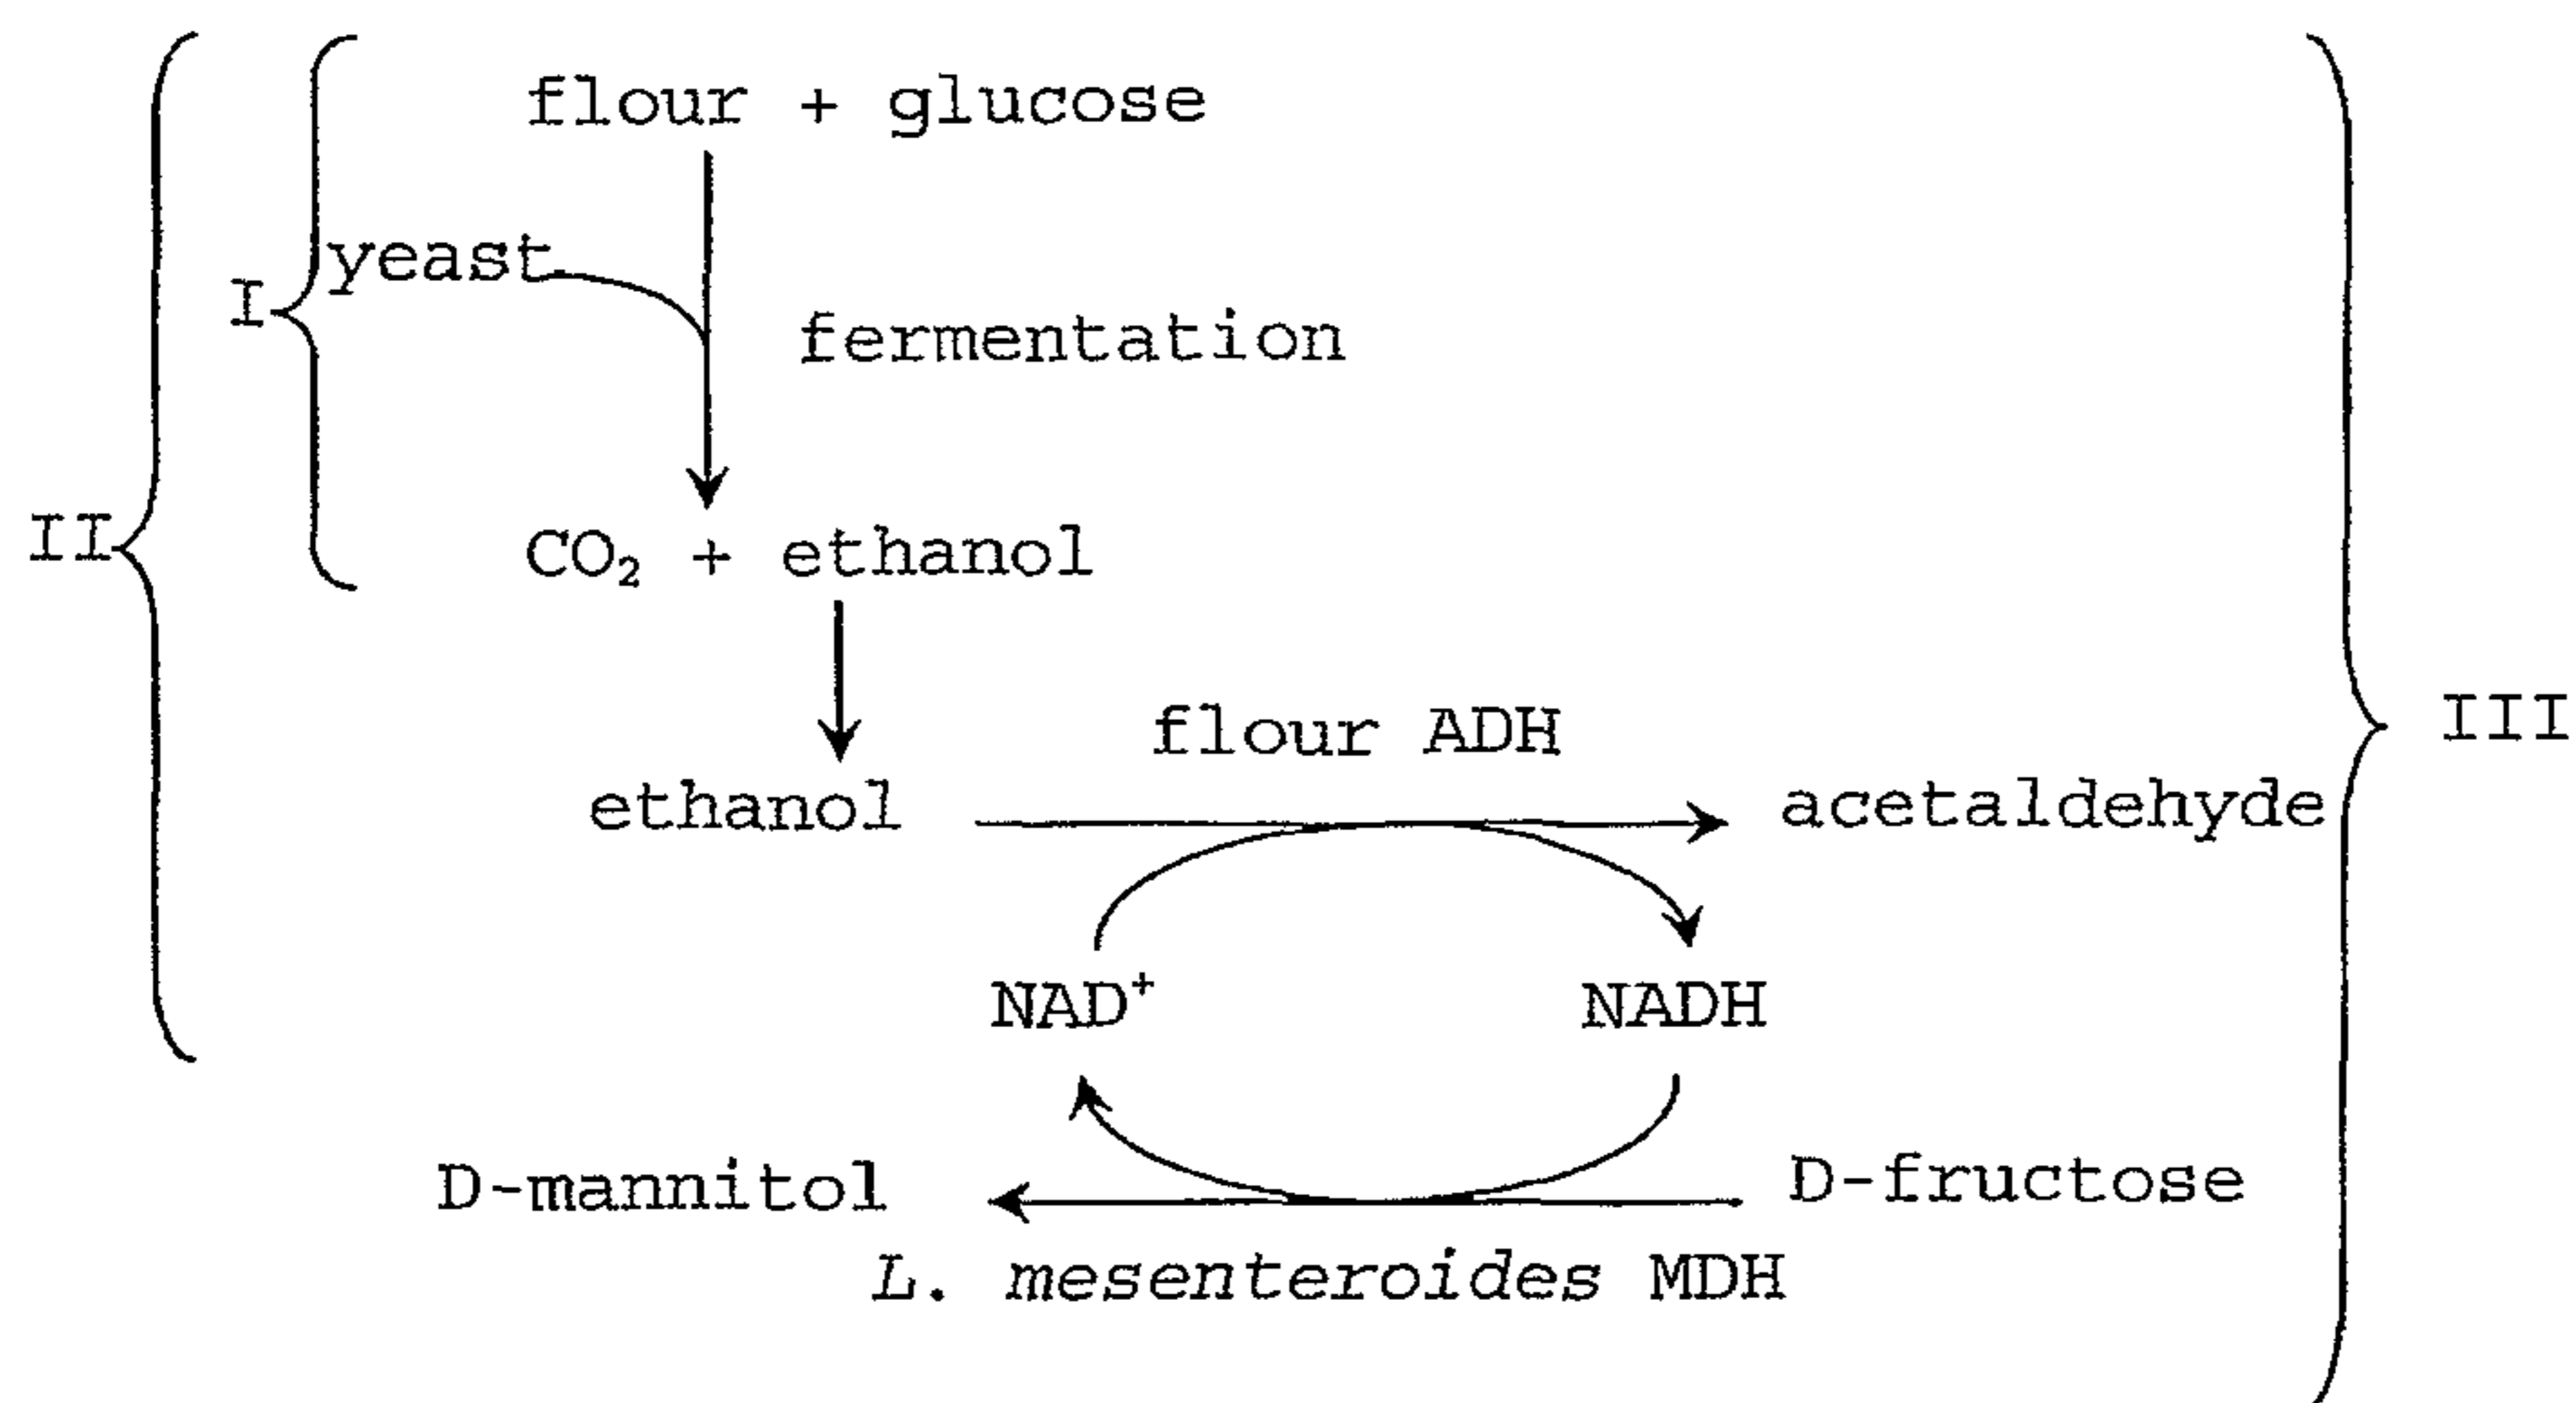 flour + glucose
yeast
I
fermentation
II
CO₂ + ethanol
flour ADH
III
ethanol
acetaldehyde
NAD⁺
NADH
D-mannitol
D-fructose
L. mesenteroides MDH